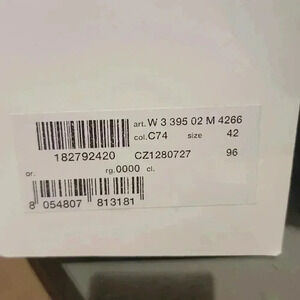 art. W 3 395 02 M 4266
col. C74 size 42
182792420 CZ1280727 96
or. rg. 0000 cl.
8 054807 813181